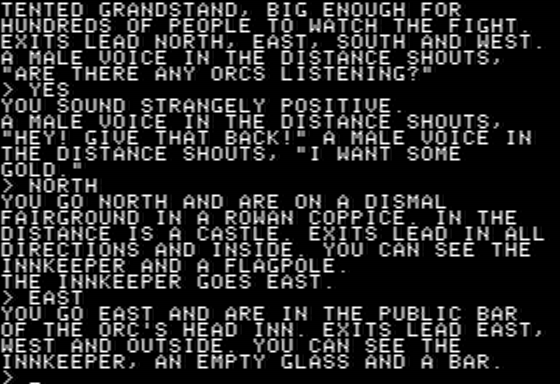 TENTED GRANDSTAND, BIG ENOUGH FOR
HUNDREDS OF PEOPLE TO WATCH THE FIGHT.
EXITS LEAD NORTH, EAST, SOUTH AND WEST.
A MALE VOICE IN THE DISTANCE SHOUTS,
"ARE THERE ANY ORCS LISTENING?"
> YES
YOU SOUND STRANGELY POSITIVE.
A MALE VOICE IN THE DISTANCE SHOUTS,
"HEY! GIVE THAT BACK!" A MALE VOICE IN
THE DISTANCE SHOUTS, "I WANT SOME
GOLD."
> NORTH
YOU GO NORTH AND ARE ON A DISMAL
FAIRGROUND IN A ROWAN COPPICE. IN THE
DISTANCE IS A CASTLE. EXITS LEAD IN ALL
DIRECTIONS AND INSIDE. YOU CAN SEE THE
INNKEEPER AND A FLAGPOLE.
THE INNKEEPER GOES EAST.
> EAST
YOU GO EAST AND ARE IN THE PUBLIC BAR
OF THE ORC'S HEAD INN. EXITS LEAD EAST,
WEST AND OUTSIDE. YOU CAN SEE THE
INNKEEPER, AN EMPTY GLASS AND A BAR.
> _